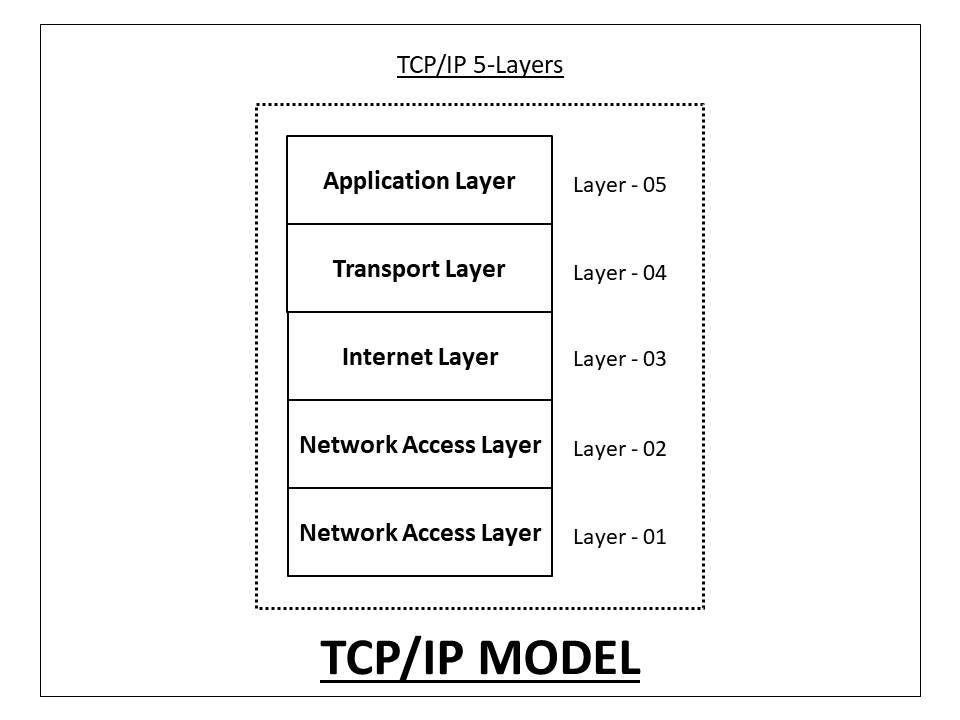 TCP/IP 5-Layers
Application Layer Layer - 05
Transport Layer Layer - 04
Internet Layer Layer - 03
Network Access Layer Layer - 02
Network Access Layer Layer - 01
TCP/IP MODEL